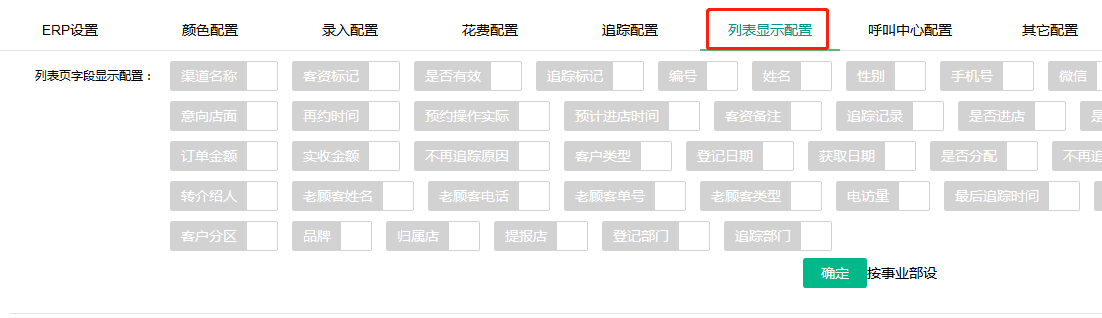 ERP设置 颜色配置 录入配置 花费配置 追踪配置 列表显示配置 呼叫中心配置 其它配置
列表页字段显示配置： 渠道名称 客资标记 是否有效 追踪标记 编号 姓名 性别 手机号 微信
意向店面 再约时间 预约操作实际 预计进店时间 客资备注 追踪记录 是否进店 是
订单金额 实收金额 不再追踪原因 客户类型 登记日期 获取日期 是否分配 不再追
转介绍人 老顾客姓名 老顾客电话 老顾客单号 老顾客类型 电访量 最后追踪时间
客户分区 品牌 归属店 提报店 登记部门 追踪部门
确定 按事业部设